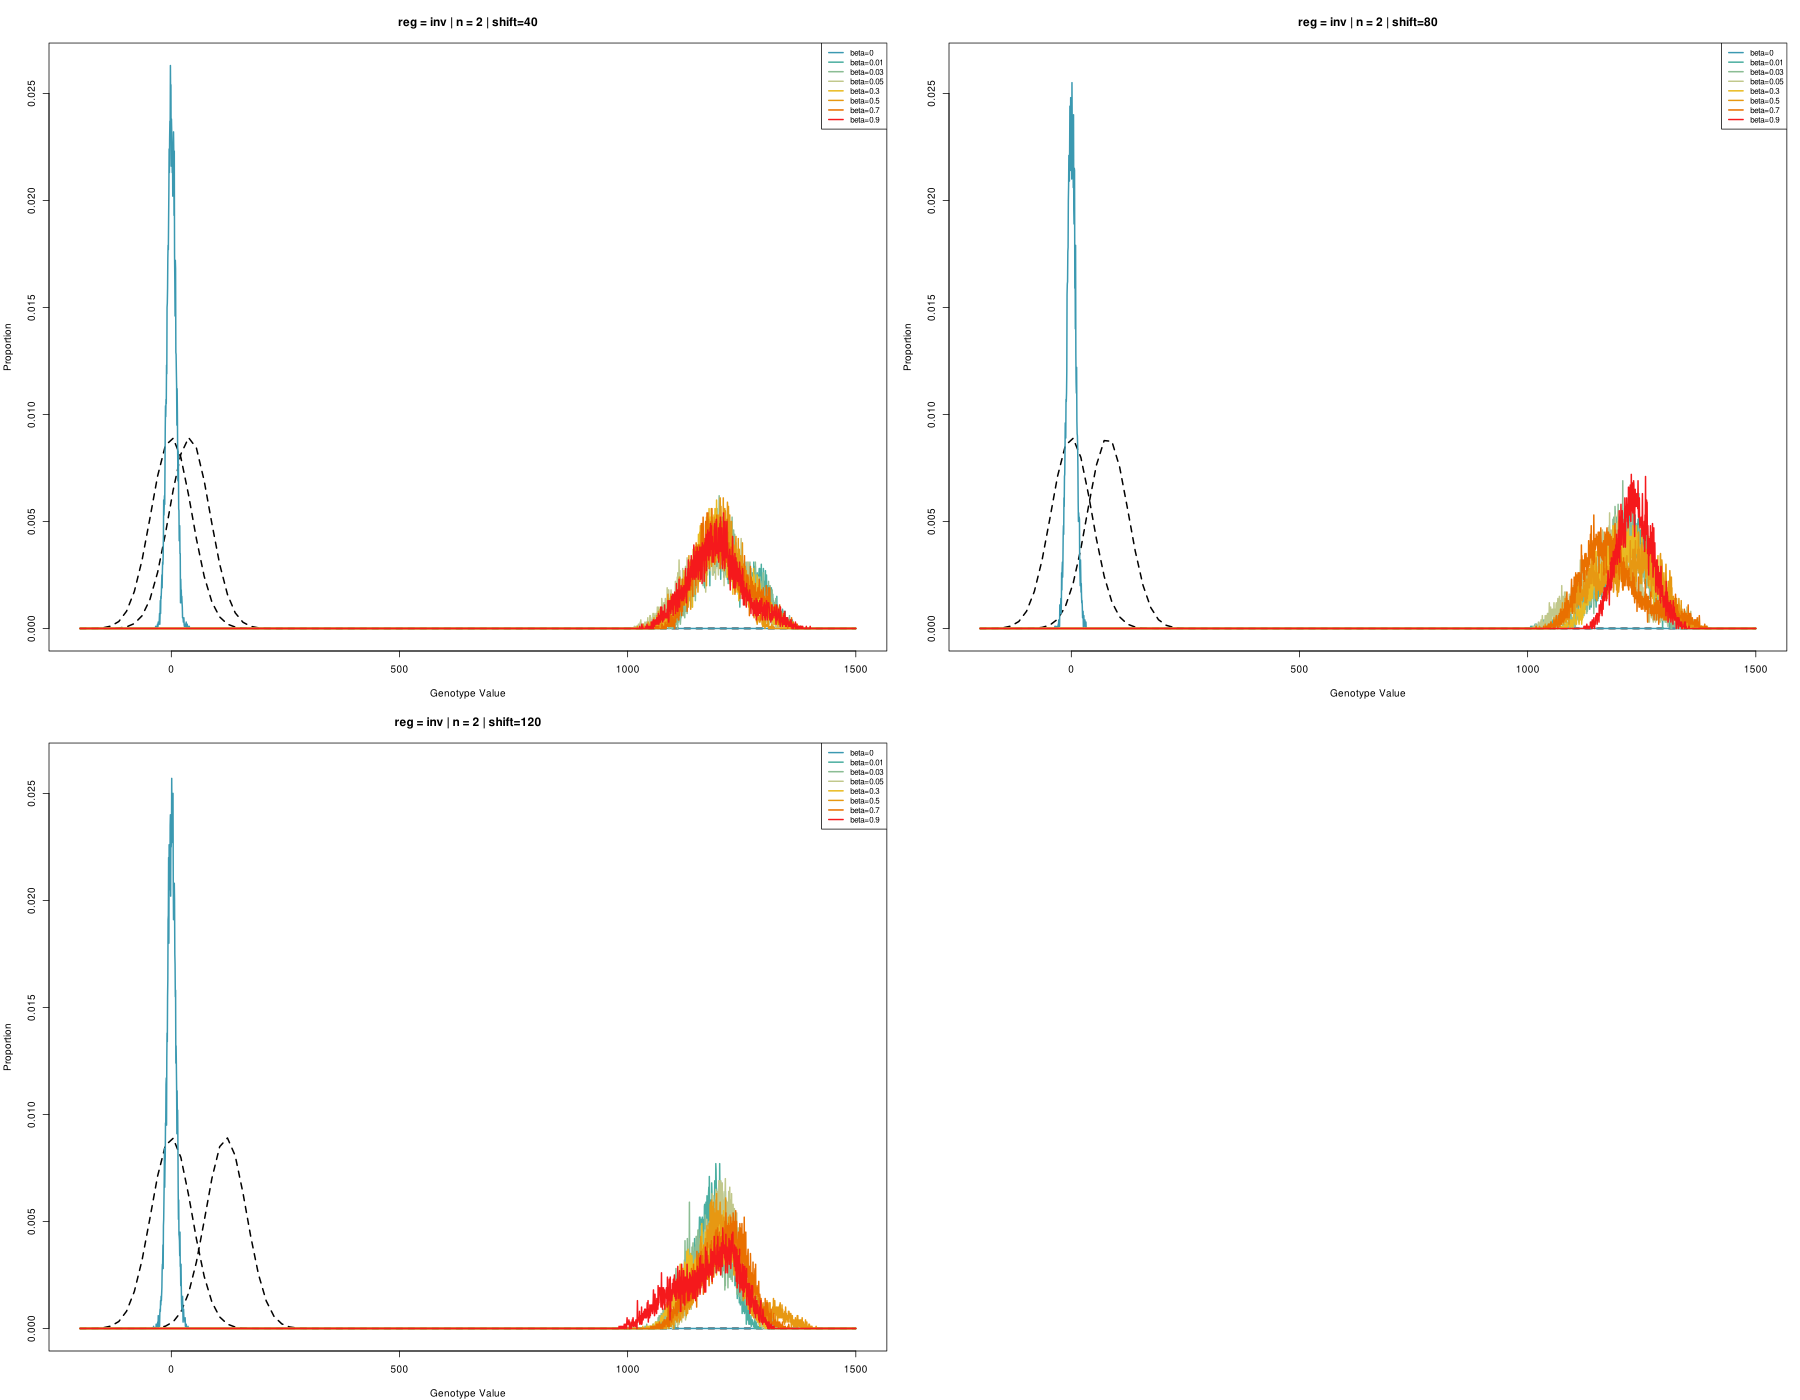 reg = inv | n = 2 | shift=40
beta=0
beta=0.01
beta=0.03
beta=0.05
beta=0.3
beta=0.5
beta=0.7
beta=0.9
0.025
0.020
0.015
0.010
0.005
0.000
Proportion
0
500
1000
1500
Genotype Value
reg = inv | n = 2 | shift=80
beta=0
beta=0.01
beta=0.03
beta=0.05
beta=0.3
beta=0.5
beta=0.7
beta=0.9
0.025
0.020
0.015
0.010
0.005
0.000
Proportion
0
500
1000
1500
Genotype Value
reg = inv | n = 2 | shift=120
beta=0
beta=0.01
beta=0.03
beta=0.05
beta=0.3
beta=0.5
beta=0.7
beta=0.9
0.025
0.020
0.015
0.010
0.005
0.000
Proportion
0
500
1000
1500
Genotype Value